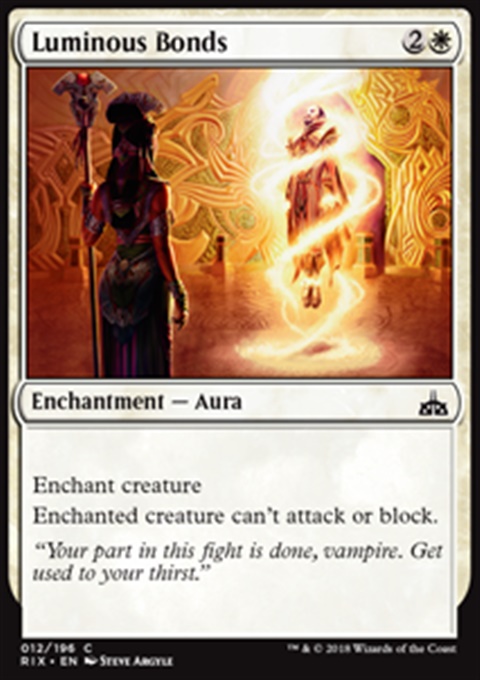 Luminous Bonds 2
Enchantment — Aura
Enchant creature
Enchanted creature can't attack or block.
“Your part in this fight is done, vampire. Get
used to your thirst.”
012/196 C
RIX • EN Steve Argyle
™ & © 2018 Wizards of the Coast